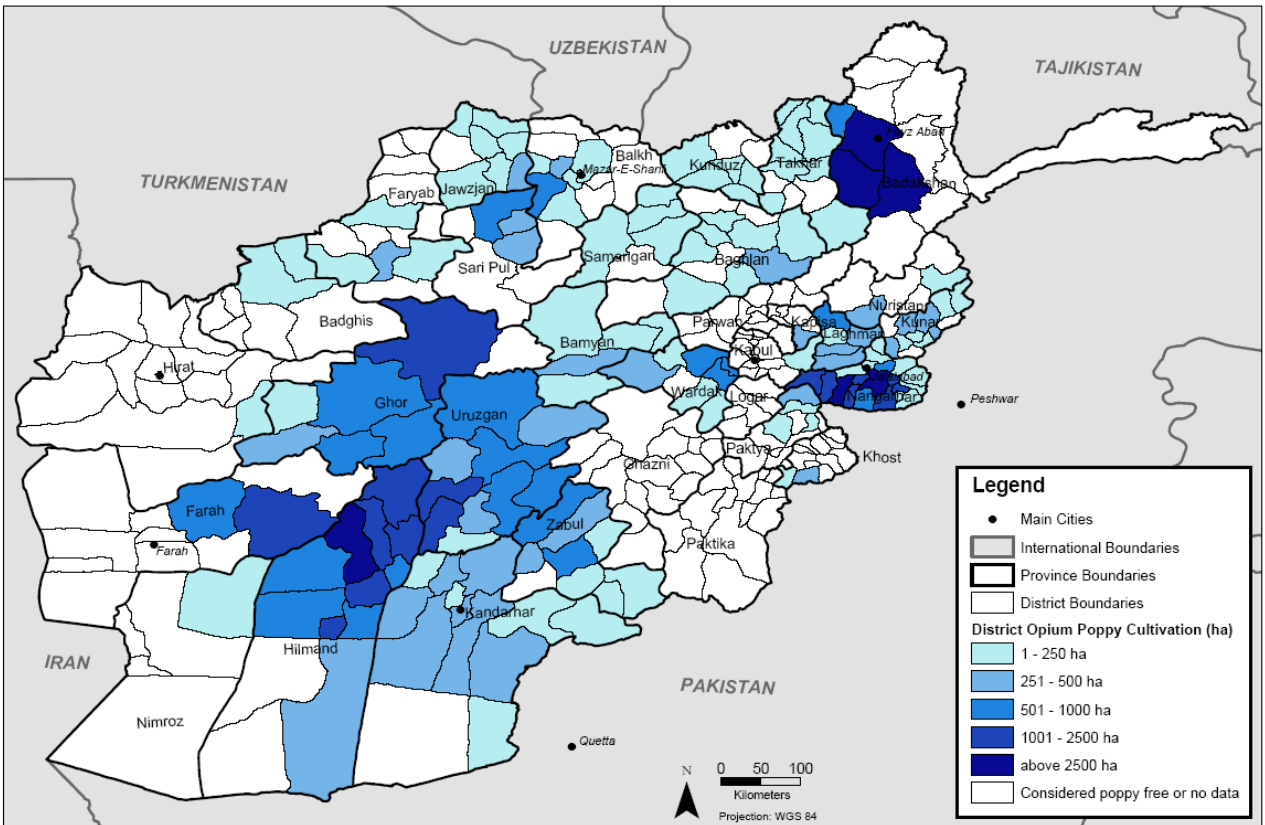 UZBEKISTAN
TAJIKISTAN
TURKMENISTAN
Fayz Abad
Balkh
Mazar-E-Sharif
Kunduz
Takhar
Badakshan
Faryab
Jawzjan
Samangan
Baghlan
Sari Pul
Nuristan
Badghis
Parwan
Kapisa
Kunar
Laghman
Bamyan
Kabul
Hirat
Jalalabad
Ghor
Wardak
Logar
Nangarhar
Peshwar
Uruzgan
Paktya
Khost
Ghazni
Farah
Zabul
Paktika
Farah
Kandarhar
Hilmand
IRAN
PAKISTAN
Nimroz
Quetta
N
0 50 100
Kilometers
Projection: WGS 84
Legend
Main Cities
International Boundaries
Province Boundaries
District Boundaries
District Opium Poppy Cultivation (ha)
1 - 250 ha
251 - 500 ha
501 - 1000 ha
1001 - 2500 ha
above 2500 ha
Considered poppy free or no data